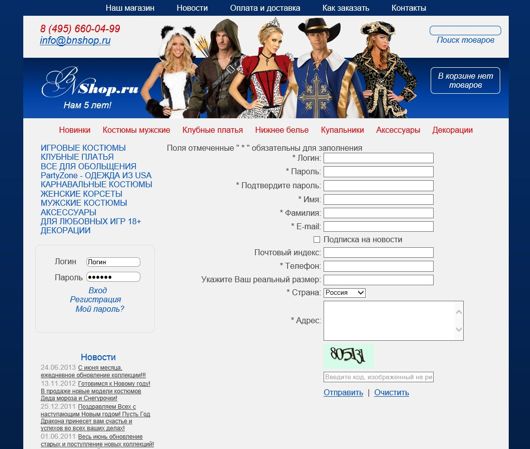 Наш магазин Новости Оплата и доставка Как заказать Контакты
8 (495) 660-04-99
info@bnshop.ru
Поиск товаров
BNShop.ru
Нам 5 лет!
В корзине нет
товаров
Новинки Костюмы мужские Клубные платья Нижнее белье Купальники Аксессуары Декорации
ИГРОВЫЕ КОСТЮМЫ
КЛУБНЫЕ ПЛАТЬЯ
ВСЕ ДЛЯ ОБОЛЬЩЕНИЯ
PartyZone - ОДЕЖДА ИЗ USA
КАРНАВАЛЬНЫЕ КОСТЮМЫ
ЖЕНСКИЕ КОРСЕТЫ
МУЖСКИЕ КОСТЮМЫ
АКСЕССУАРЫ
ДЛЯ ЛЮБОВНЫХ ИГР 18+
ДЕКОРАЦИИ
Логин Логин
Пароль ●●●●●●
Вход
Регистрация
Мой пароль?
Новости
24.06.2013 С июня месяца,
ежедневное обновление коллекции!!!
13.11.2012 Готовимся к Новому году!
В продаже новые модели костюмов
Деда мороза и Снегурочки!
25.12.2011 Поздравляем Всех с
наступающим Новым годом! Пусть Год
Дракона принесет вам счастье и
успехов во всех ваших делах!
01.06.2011 Весь июнь обновление
старых и поступление новых коллекций!
Поля отмеченные " * " обязательны для заполнения
* Логин:
* Пароль:
* Подтвердите пароль:
* Имя:
* Фамилия:
* E-mail:
Подписка на новости
Почтовый индекс:
* Телефон:
Укажите Ваш реальный размер:
* Страна: Россия
* Адрес:
Введите код, изображенный не ри
Отправить | Очистить